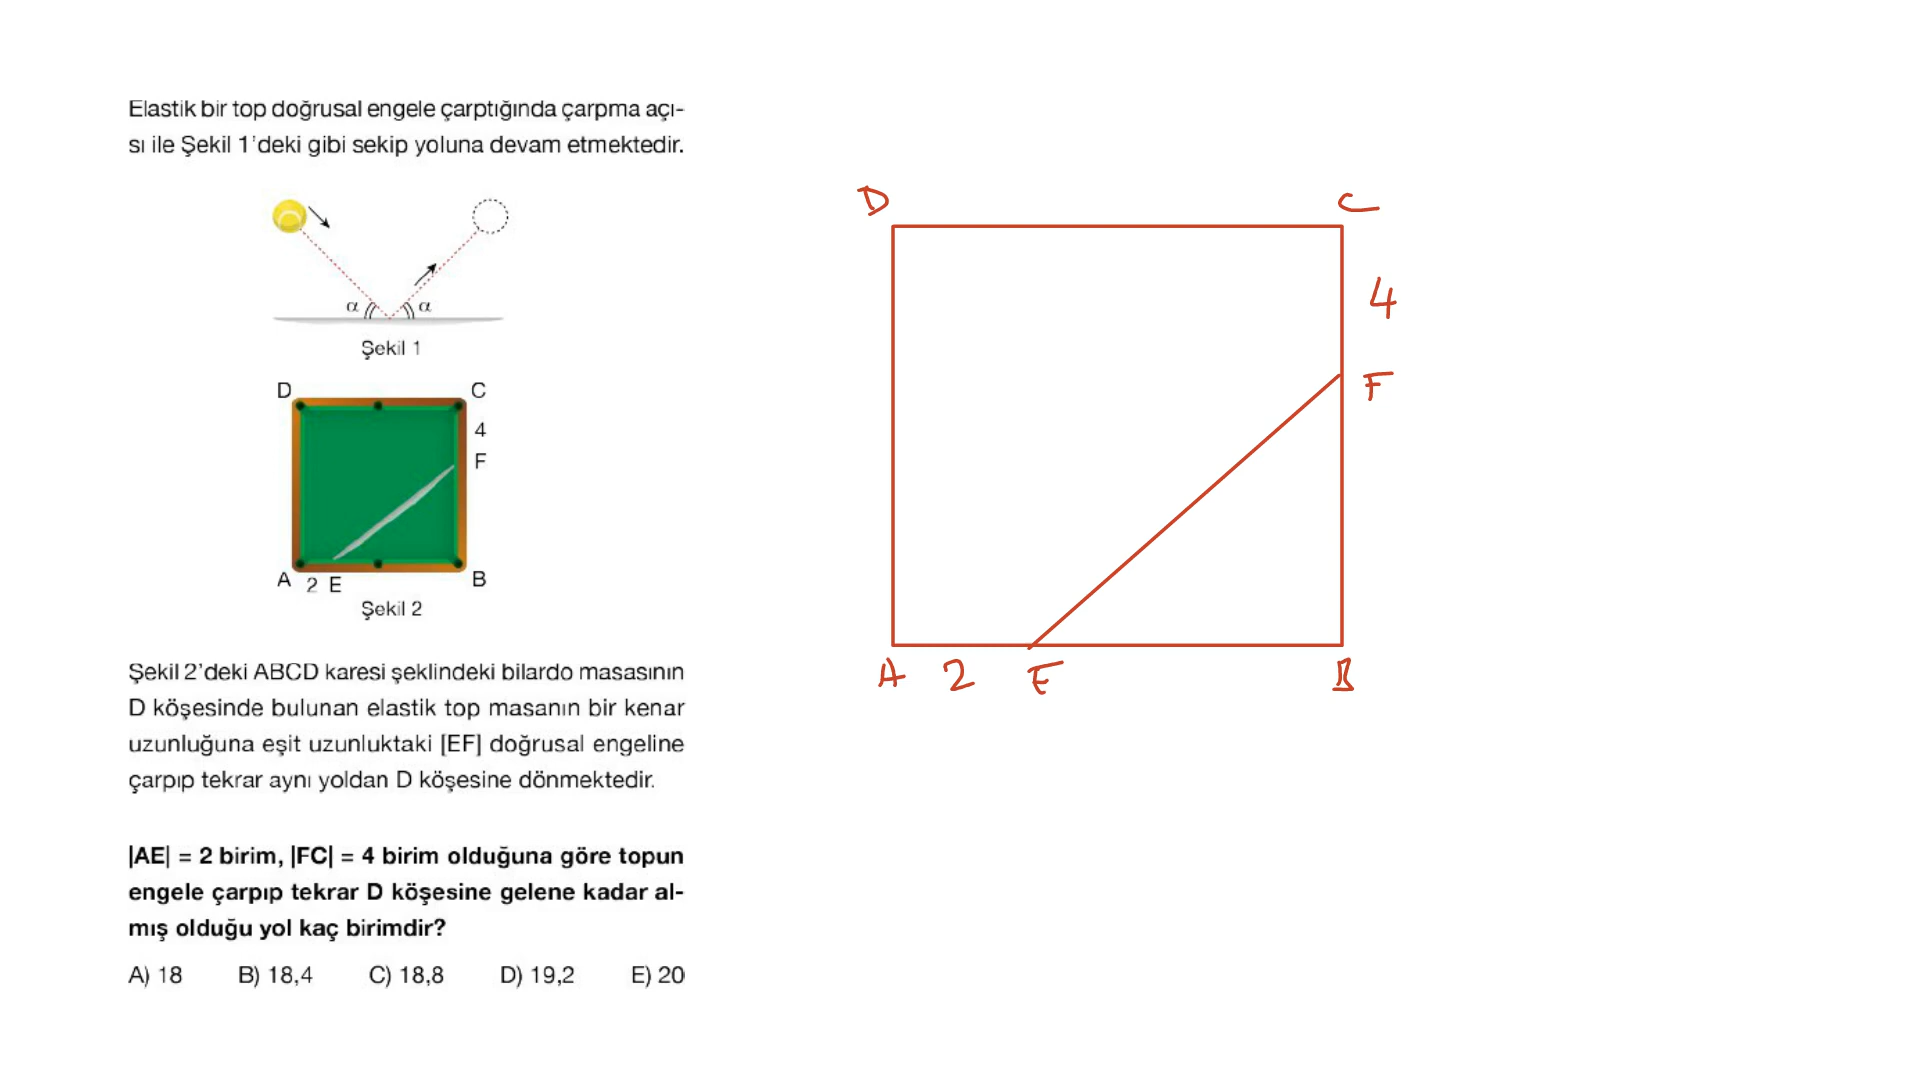 Elastik bir top doğrusal engele çarptığında çarpma açı-
sı ile Şekil 1'deki gibi sekip yoluna devam etmektedir.
α α
Şekil 1
D C
4
F
A 2 E B
Şekil 2
Şekil 2'deki ABCD karesi şeklindeki bilardo masasının
D köşesinde bulunan elastik top masanın bir kenar
uzunluğuna eşit uzunluktaki [EF] doğrusal engeline
çarpıp tekrar aynı yoldan D köşesine dönmektedir.
|AE| = 2 birim, |FC| = 4 birim olduğuna göre topun
engele çarpıp tekrar D köşesine gelene kadar al-
mış olduğu yol kaç birimdir?
A) 18 B) 18,4 C) 18,8 D) 19,2 E) 20
D C
4
F
A 2 E B